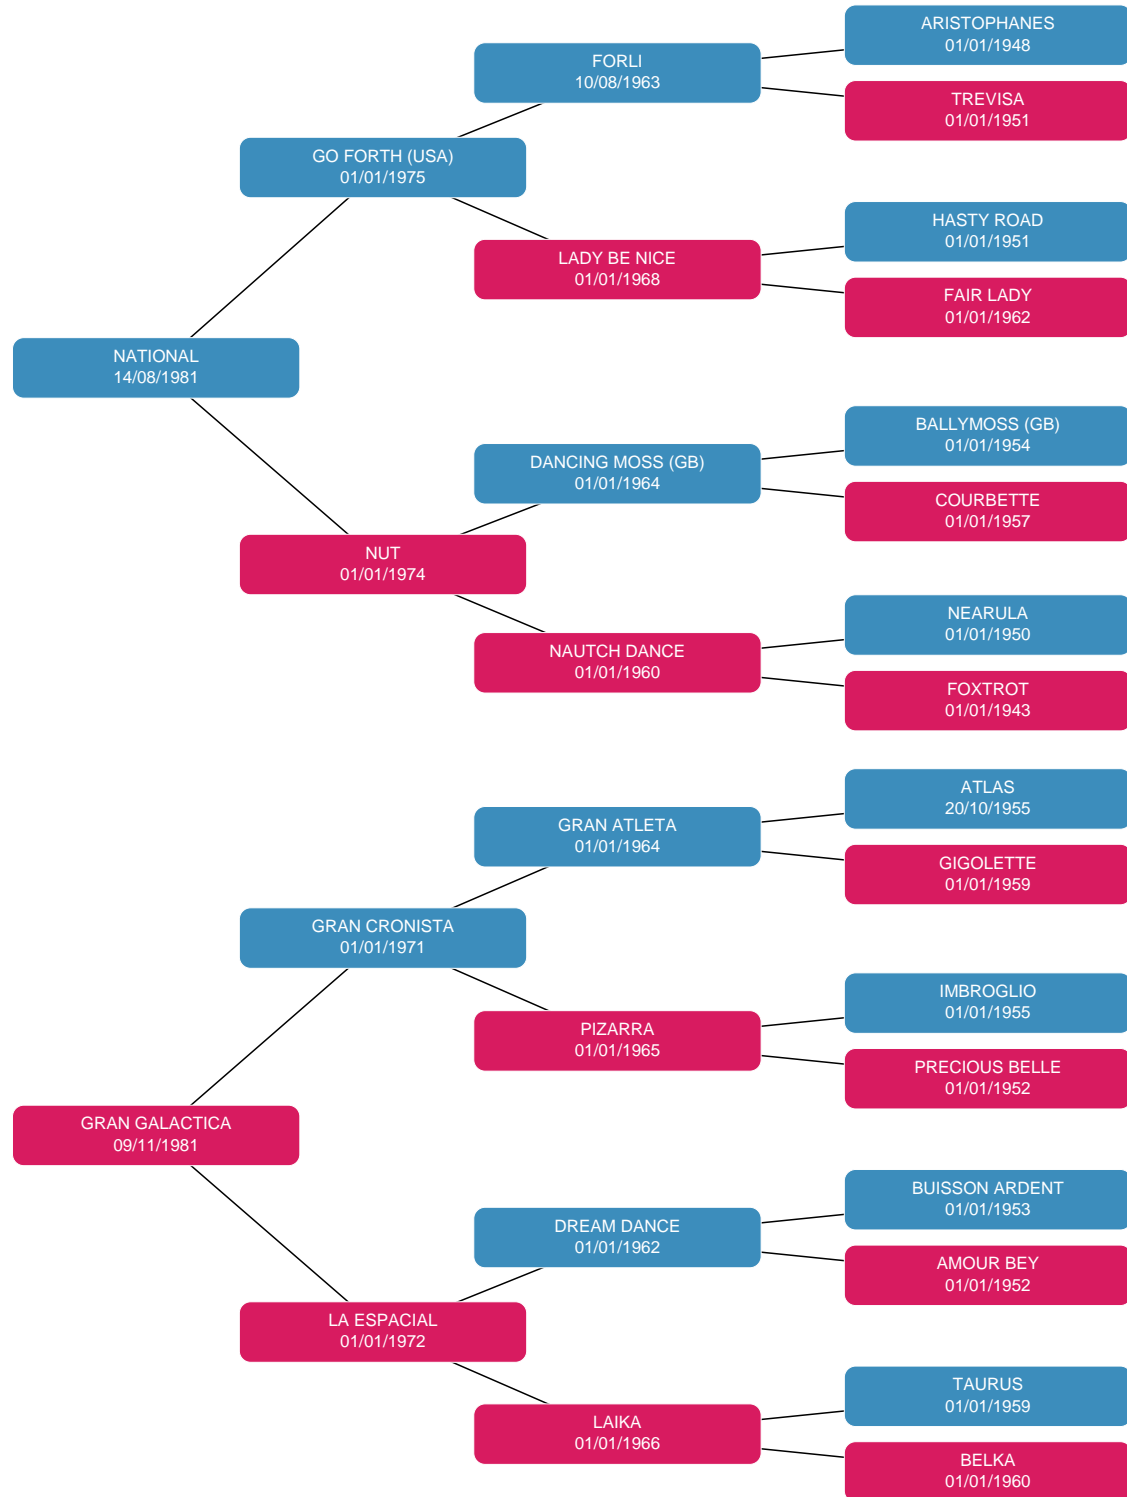 ARISTOPHANES
01/01/1948
FORLI
10/08/1963
TREVISA
01/01/1951
GO FORTH (USA)
01/01/1975
HASTY ROAD
01/01/1951
LADY BE NICE
01/01/1968
FAIR LADY
01/01/1962
NATIONAL
14/08/1981
BALLYMOSS (GB)
01/01/1954
DANCING MOSS (GB)
01/01/1964
COURBETTE
01/01/1957
NUT
01/01/1974
NEARULA
01/01/1950
NAUTCH DANCE
01/01/1960
FOXTROT
01/01/1943
ATLAS
20/10/1955
GRAN ATLETA
01/01/1964
GIGOLETTE
01/01/1959
GRAN CRONISTA
01/01/1971
IMBROGLIO
01/01/1955
PIZARRA
01/01/1965
PRECIOUS BELLE
01/01/1952
GRAN GALACTICA
09/11/1981
BUISSON ARDENT
01/01/1953
DREAM DANCE
01/01/1962
AMOUR BEY
01/01/1952
LA ESPACIAL
01/01/1972
TAURUS
01/01/1959
LAIKA
01/01/1966
BELKA
01/01/1960